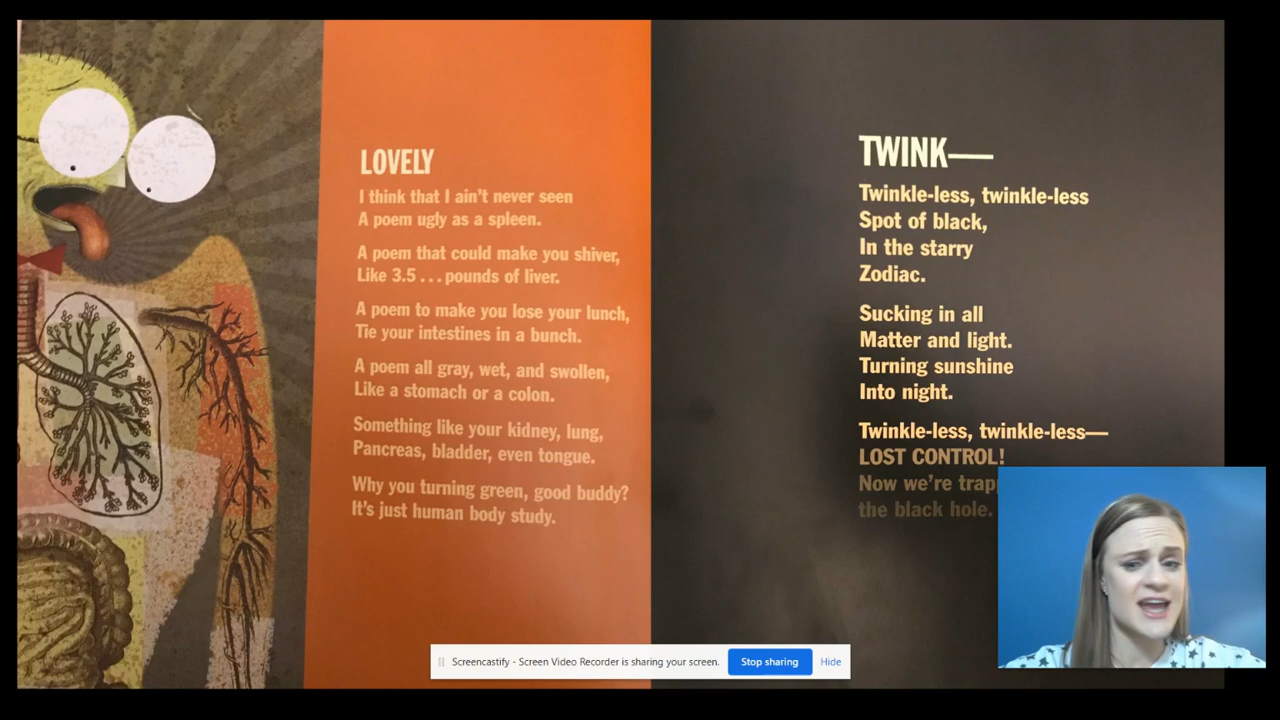 LOVELY
I think that I ain't never seen
A poem ugly as a spleen.
A poem that could make you shiver,
Like 3.5 . . . pounds of liver.
A poem to make you lose your lunch,
Tie your intestines in a bunch.
A poem all gray, wet, and swollen,
Like a stomach or a colon.
Something like your kidney, lung,
Pancreas, bladder, even tongue.
Why you turning green, good buddy?
It's just human body study.
TWINK—
Twinkle-less, twinkle-less
Spot of black,
In the starry
Zodiac.
Sucking in all
Matter and light.
Turning sunshine
Into night.
Twinkle-less, twinkle-less—
LOST CONTROL!
Now we're
the black hole.
Screencastify - Screen Video Recorder is sharing your screen.
Stop sharing
Hide